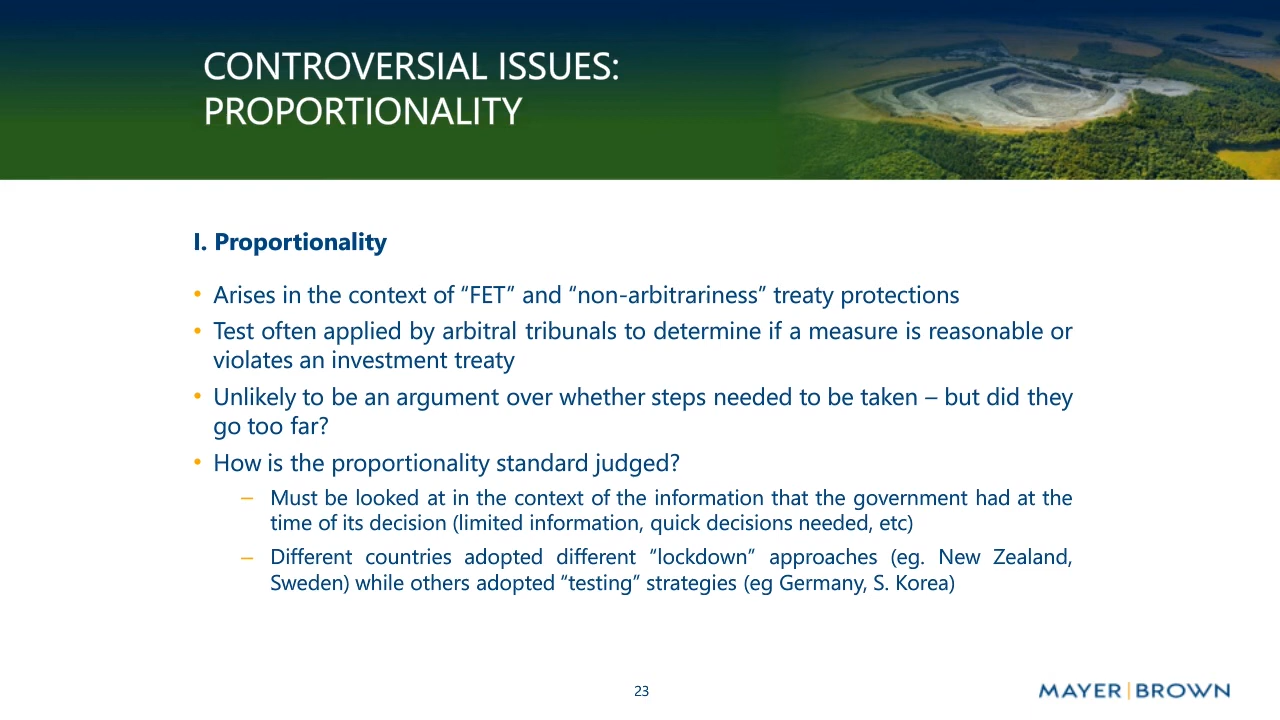 CONTROVERSIAL ISSUES:
PROPORTIONALITY
I. Proportionality
• Arises in the context of “FET” and “non-arbitrariness” treaty protections
• Test often applied by arbitral tribunals to determine if a measure is reasonable or
violates an investment treaty
• Unlikely to be an argument over whether steps needed to be taken – but did they
go too far?
• How is the proportionality standard judged?
– Must be looked at in the context of the information that the government had at the
time of its decision (limited information, quick decisions needed, etc)
– Different countries adopted different “lockdown” approaches (eg. New Zealand,
Sweden) while others adopted “testing” strategies (eg Germany, S. Korea)
23
MAYER | BROWN